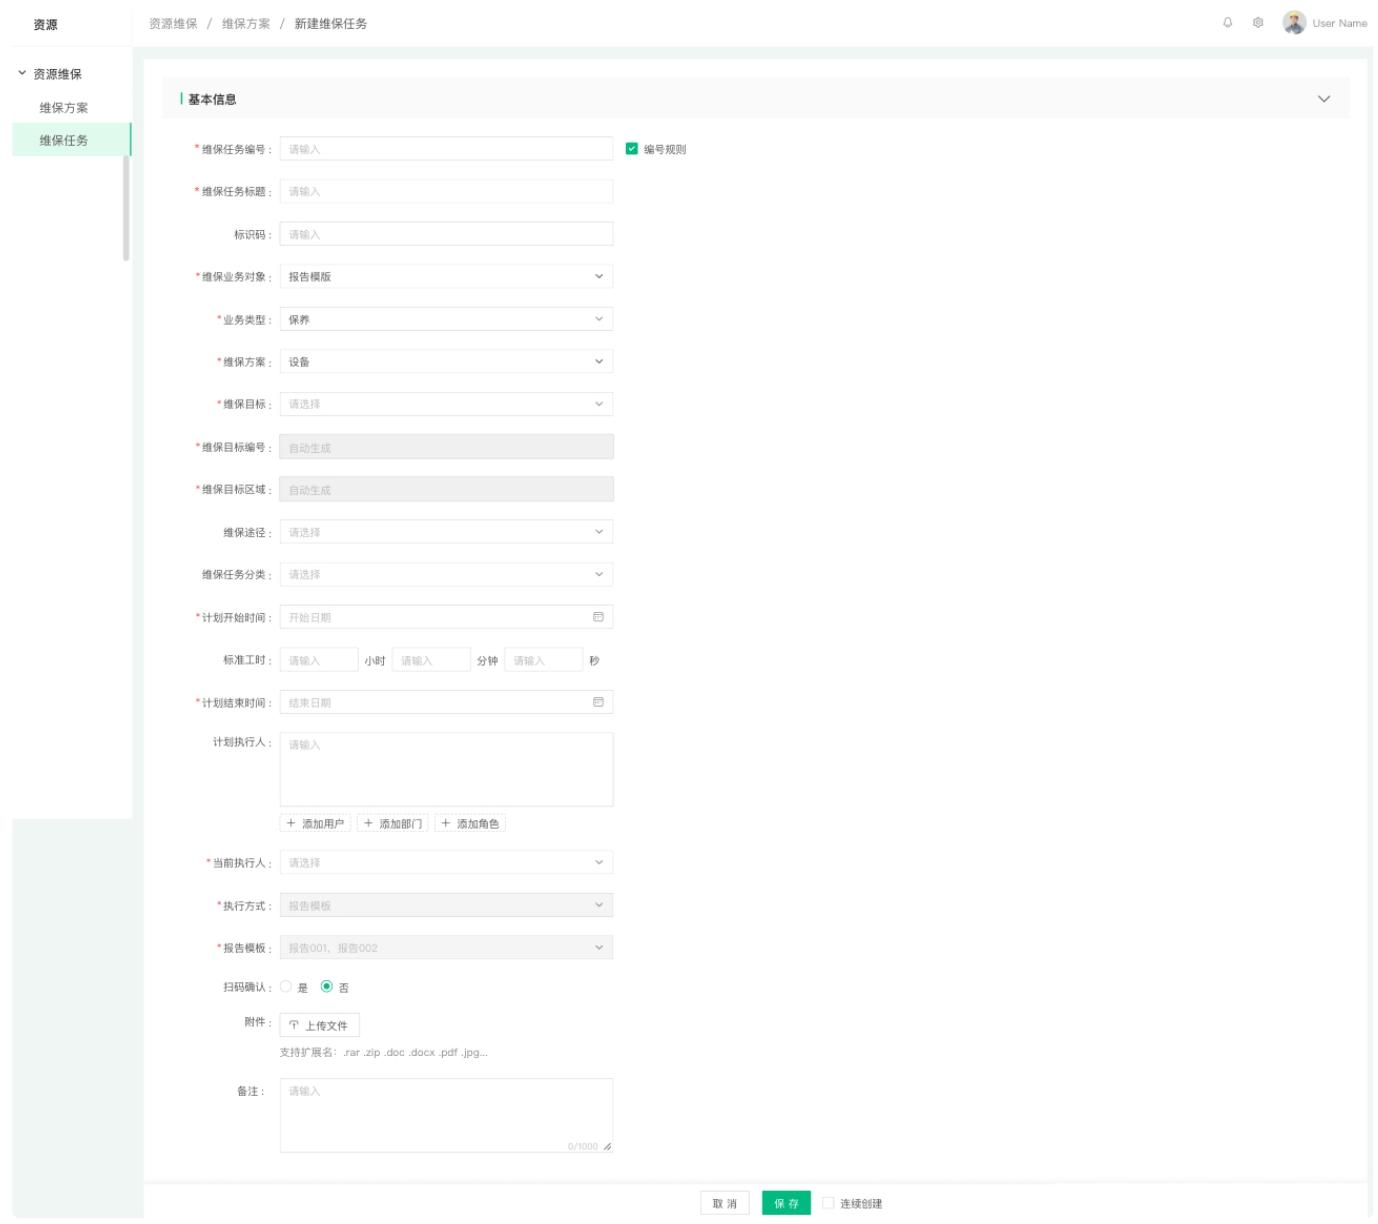 资源
资源维保 / 维保方案 / 新建维保任务
User Name
资源维保
维保方案
维保任务
基本信息
*维保任务编号: 请输入 编号规则
*维保任务标题: 请输入
标识码: 请输入
*维保业务对象: 报告模版
*业务类型: 保养
*维保方案: 设备
*维保目标: 请选择
*维保目标编号: 自动生成
*维保目标区域: 自动生成
维保途径: 请选择
维保任务分类: 请选择
*计划开始时间: 开始日期
标准工时: 请输入 小时 请输入 分钟 请输入 秒
*计划结束时间: 结束日期
计划执行人: 请输入
+ 添加用户 + 添加部门 + 添加角色
*当前执行人: 请选择
*执行方式: 报告模板
*报告模板: 报告001，报告002
扫码确认: 是 否
附件: 上传文件
支持扩展名：.rar .zip .doc .docx .pdf .jpg...
备注: 请输入
0/1000
取消 保存 连续创建